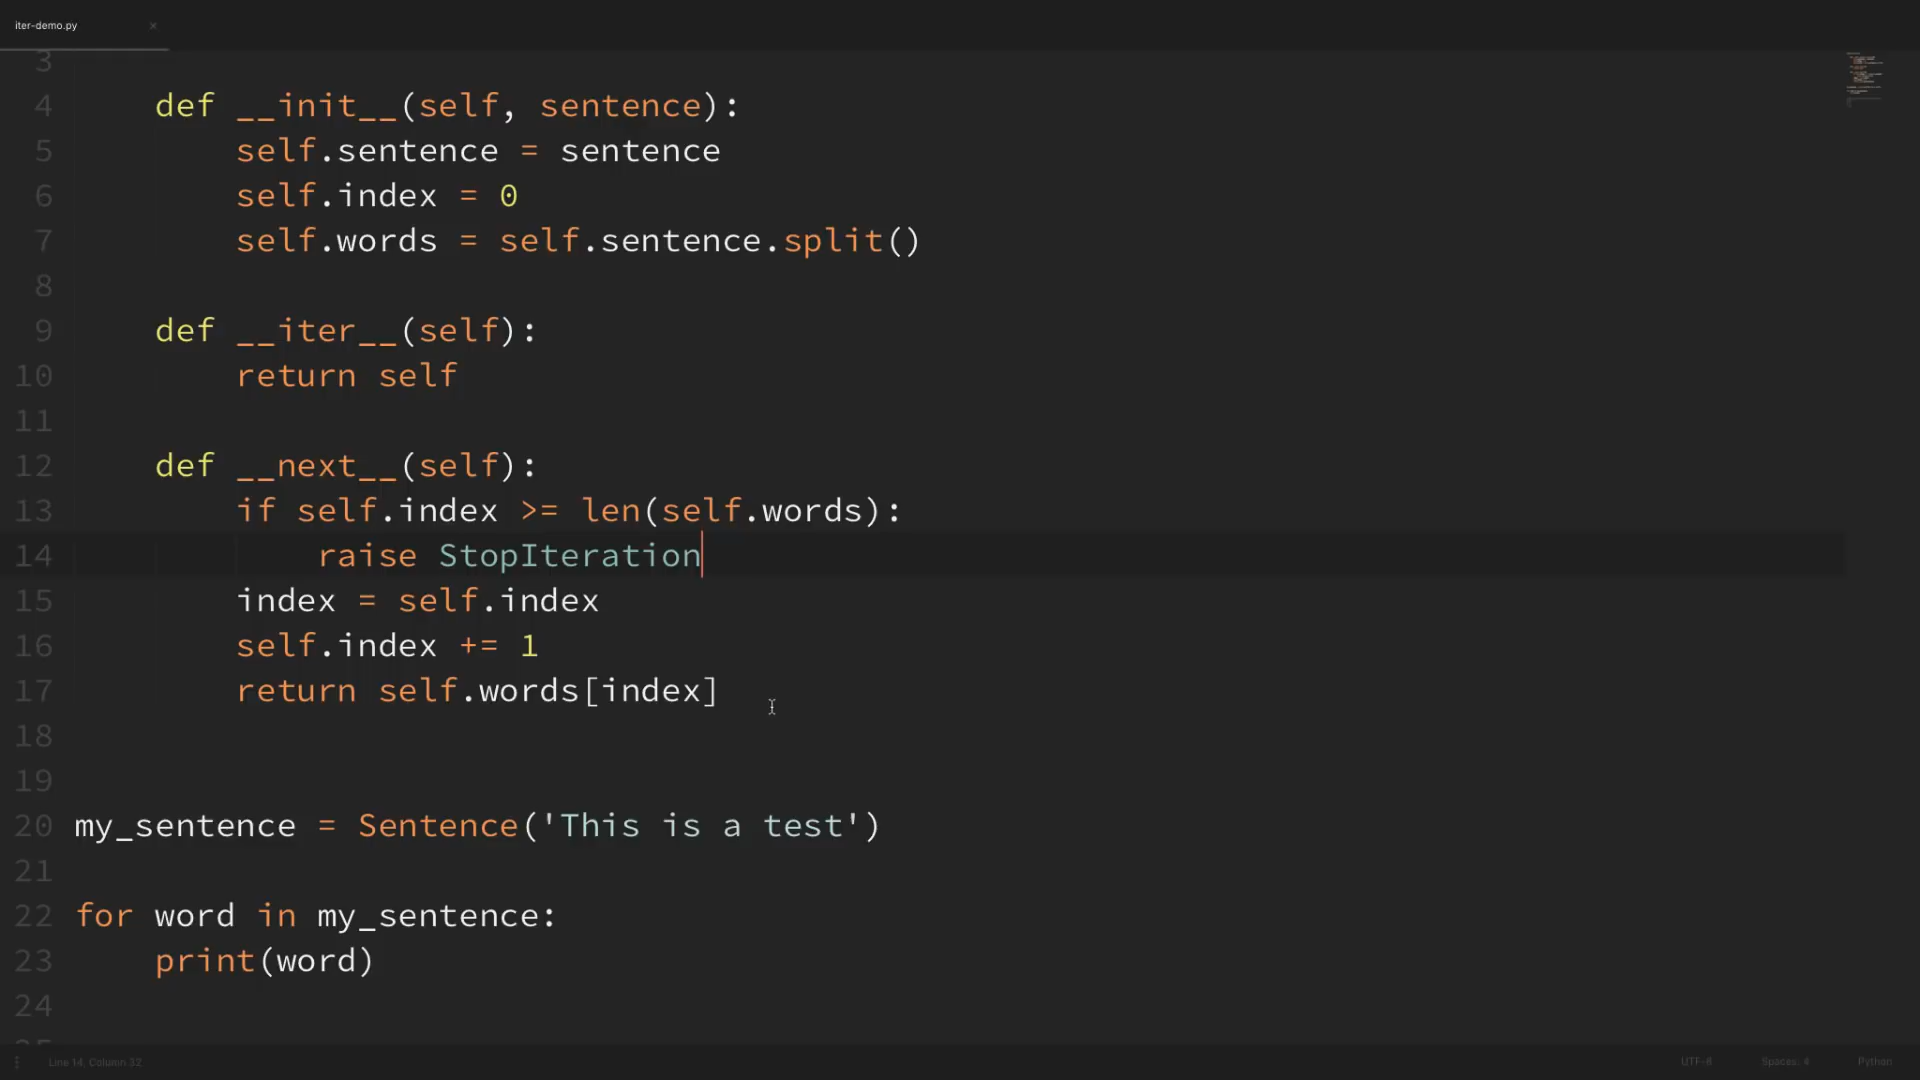 iter-demo.py ×
3
4 def __init__(self, sentence):
5 self.sentence = sentence
6 self.index = 0
7 self.words = self.sentence.split()
8
9 def __iter__(self):
10 return self
11
12 def __next__(self):
13 if self.index >= len(self.words):
14 raise StopIteration
15 index = self.index
16 self.index += 1
17 return self.words[index]
18
19
20 my_sentence = Sentence('This is a test')
21
22 for word in my_sentence:
23 print(word)
24
Line 14, Column 32 UTF-8 Spaces: 4 Python